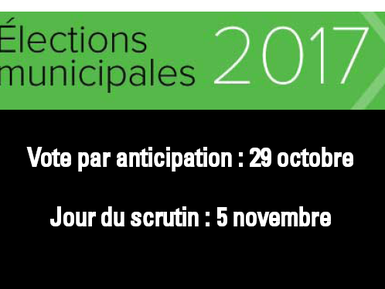 Élections
municipales 2017
Vote par anticipation : 29 octobre
Jour du scrutin : 5 novembre